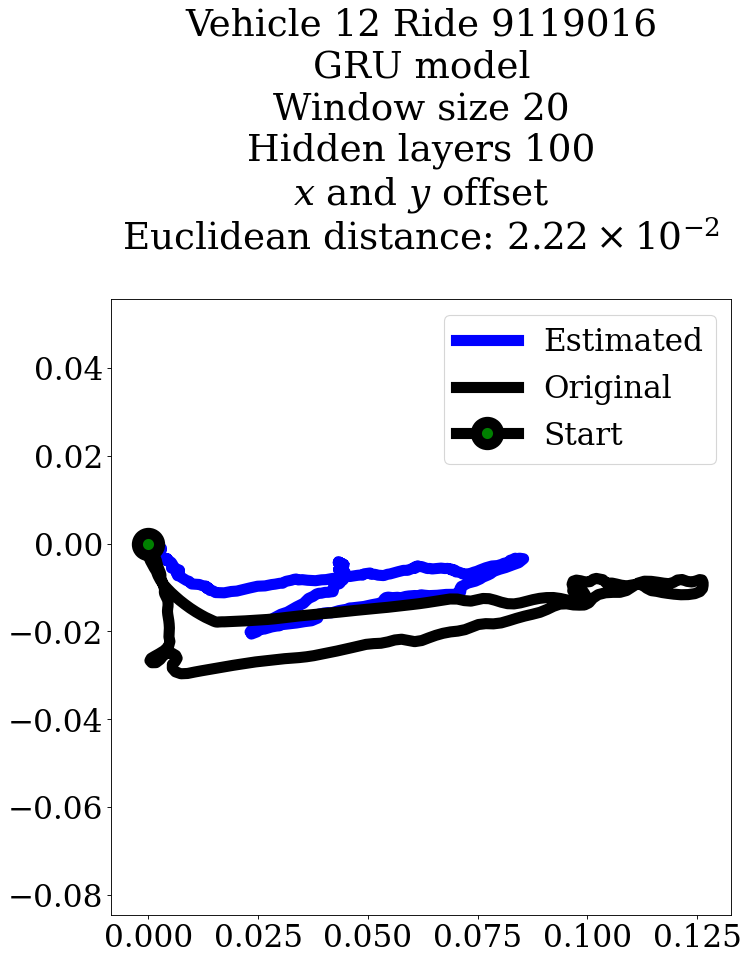 Vehicle 12 Ride 9119016
GRU model
Window size 20
Hidden layers 100
x and y offset
Euclidean distance: 2.22 × 10⁻²
Estimated
Original
Start
0.04
0.02
0.00
−0.02
−0.04
−0.06
−0.08
0.000 0.025 0.050 0.075 0.100 0.125